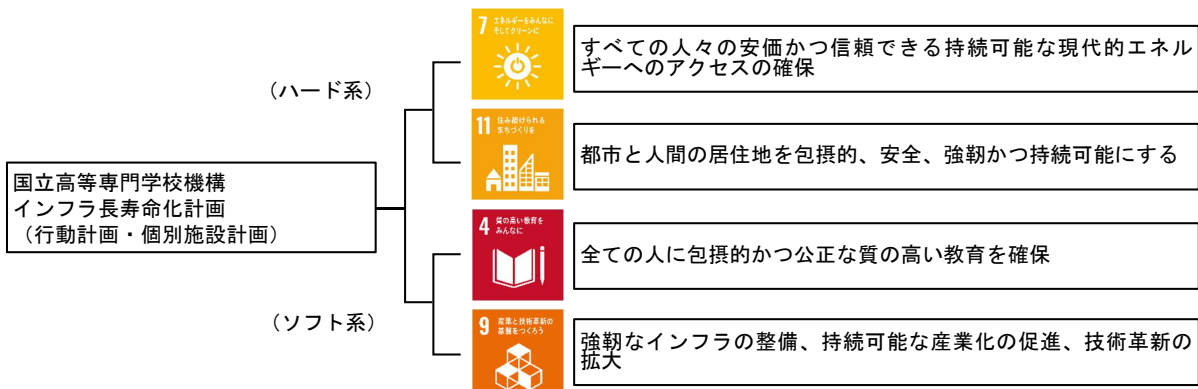 7 エネルギーをみんなに
そしてクリーンに
すべての人々の安価かつ信頼できる持続可能な現代的エネル
ギーへのアクセスの確保
（ハード系）
11 住み続けられる
まちづくりを
都市と人間の居住地を包摂的、安全、強靭かつ持続可能にする
国立高等専門学校機構
インフラ長寿命化計画
（行動計画・個別施設計画）
4 質の高い教育を
みんなに
全ての人に包摂的かつ公正な質の高い教育を確保
（ソフト系）
9 産業と技術革新の
基盤をつくろう
強靭なインフラの整備、持続可能な産業化の促進、技術革新の
拡大